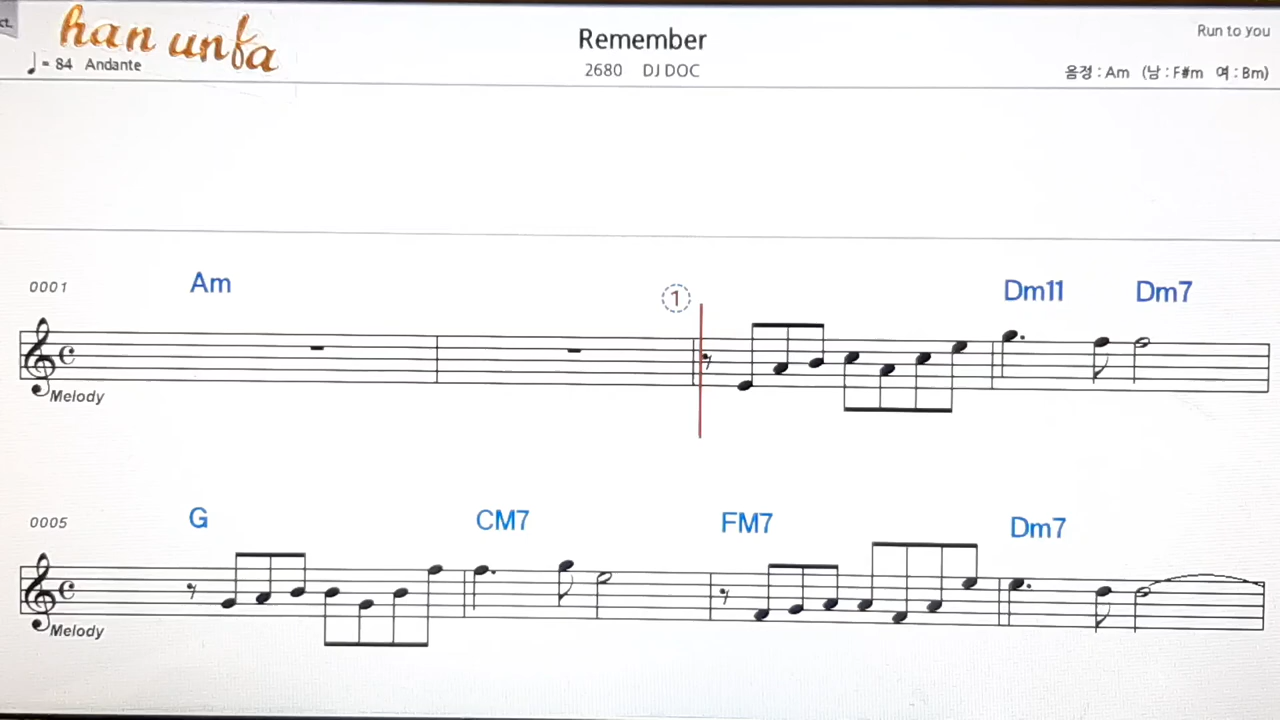 ct.
han unfa
♩ = 84 Andante
Remember
2680 DJ DOC
Run to you
음정 : Am (남 : F#m 여 : Bm)
0001 Am ① Dm11 Dm7
Melody
0005 G CM7 FM7 Dm7
Melody